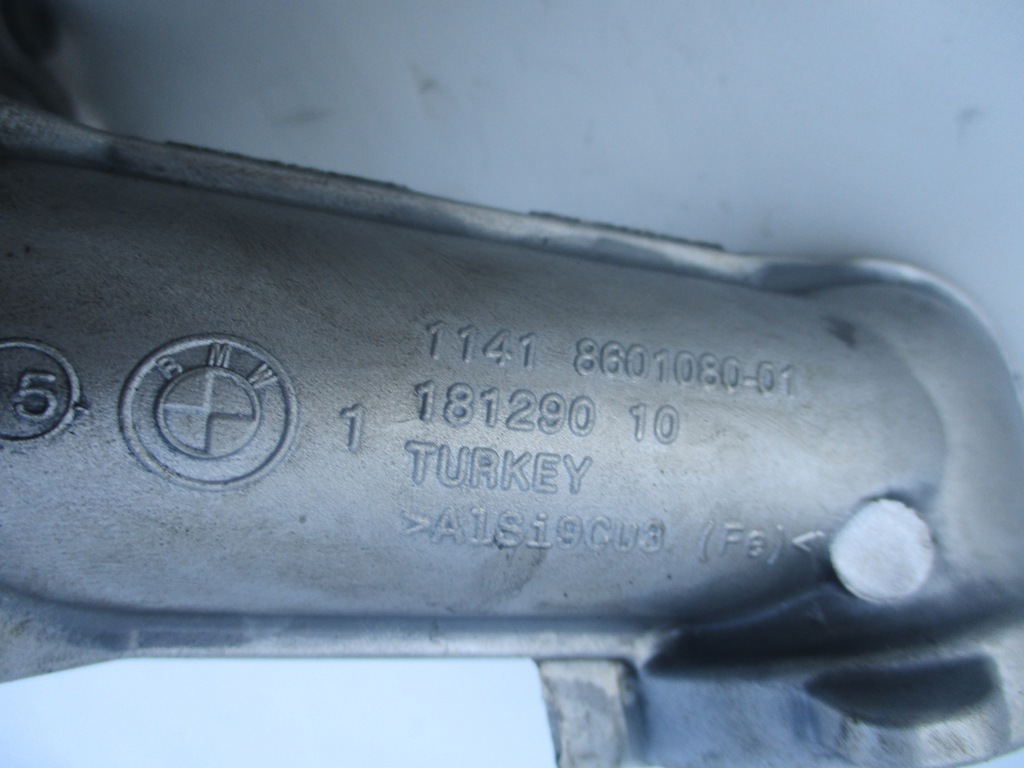 5
BMW
1
1141 8601080-01
181290 10
TURKEY
>AlSi9Cu3 (Fe)<